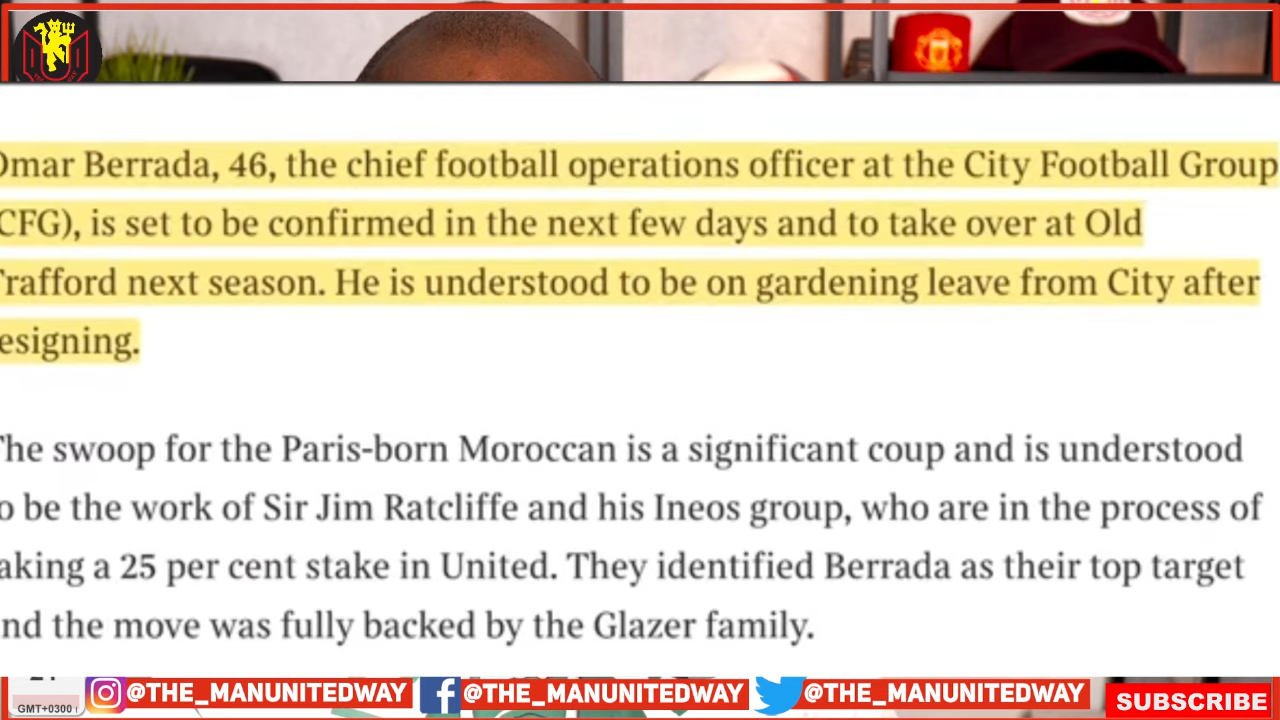 Omar Berrada, 46, the chief football operations officer at the City Football Group
CFG), is set to be confirmed in the next few days and to take over at Old
Trafford next season. He is understood to be on gardening leave from City after
esigning.
The swoop for the Paris-born Moroccan is a significant coup and is understood
o be the work of Sir Jim Ratcliffe and his Ineos group, who are in the process of
aking a 25 per cent stake in United. They identified Berrada as their top target
nd the move was fully backed by the Glazer family.
GMT+0300
@THE_MANUNITEDWAY
@THE_MANUNITEDWAY
@THE_MANUNITEDWAY
SUBSCRIBE